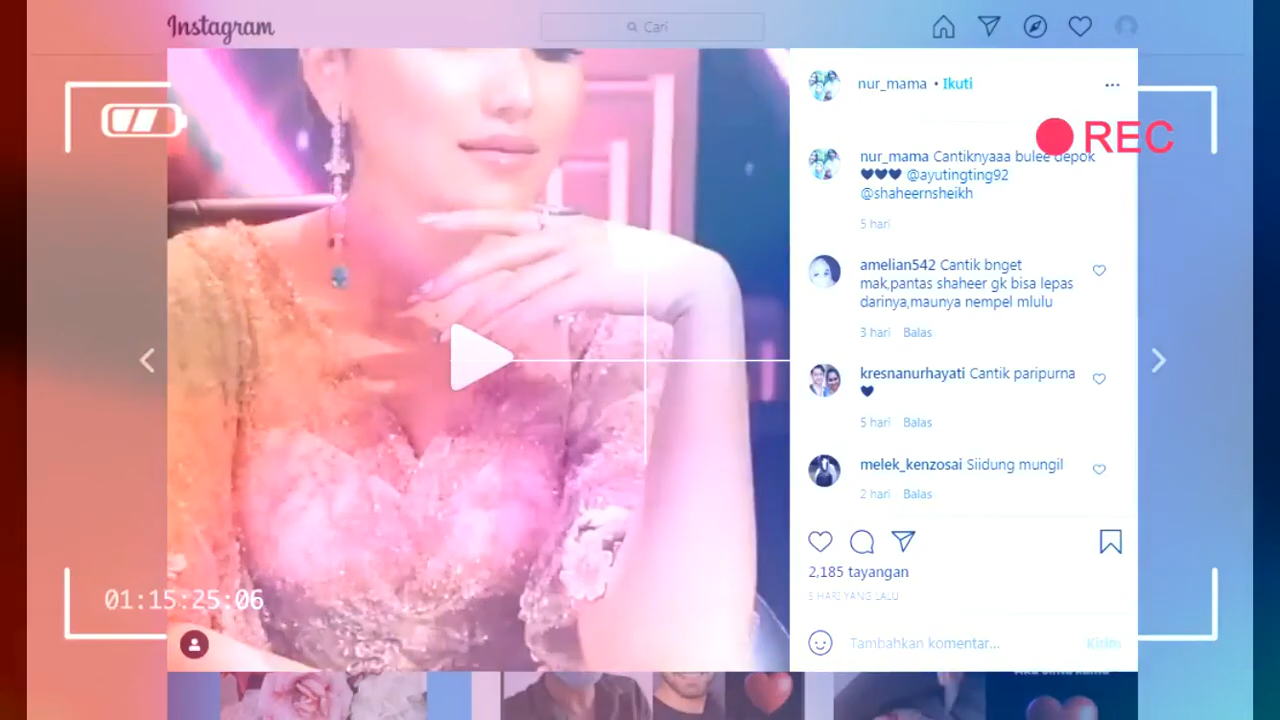 Instagram
Cari
nur_mama • Ikuti
REC
nur_mama Cantiknyaaa bulee depok
@ayutingting92
@shaheernsheikh
5 hari
amelian542 Cantik bnget
mak,pantas shaheer gk bisa lepas
darinya,maunya nempel mlulu
3 hari Balas
kresnanurhayati Cantik paripurna
5 hari Balas
melek_kenzosai Siidung mungil
2 hari Balas
2,185 tayangan
5 HARI YANG LALU
Tambahkan komentar...
Kirim
01:15:25:06